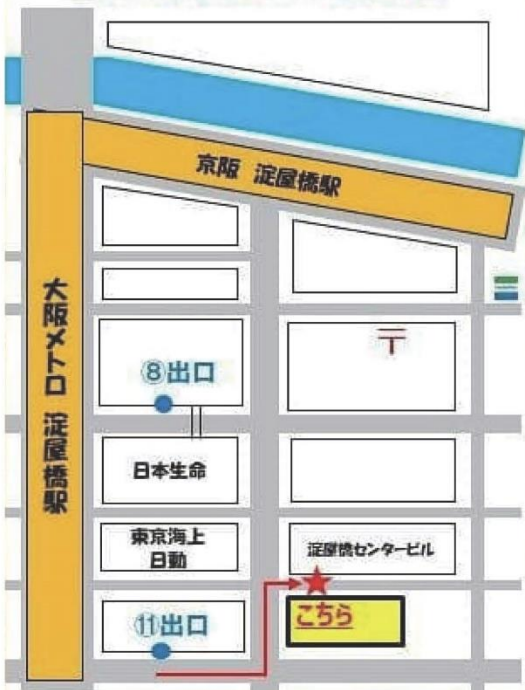 京阪 淀屋橋駅
大阪メトロ 淀屋橋駅
〒
⑧出口
日本生命
東京海上
日動
淀屋橋センタービル
こちら
⑪出口